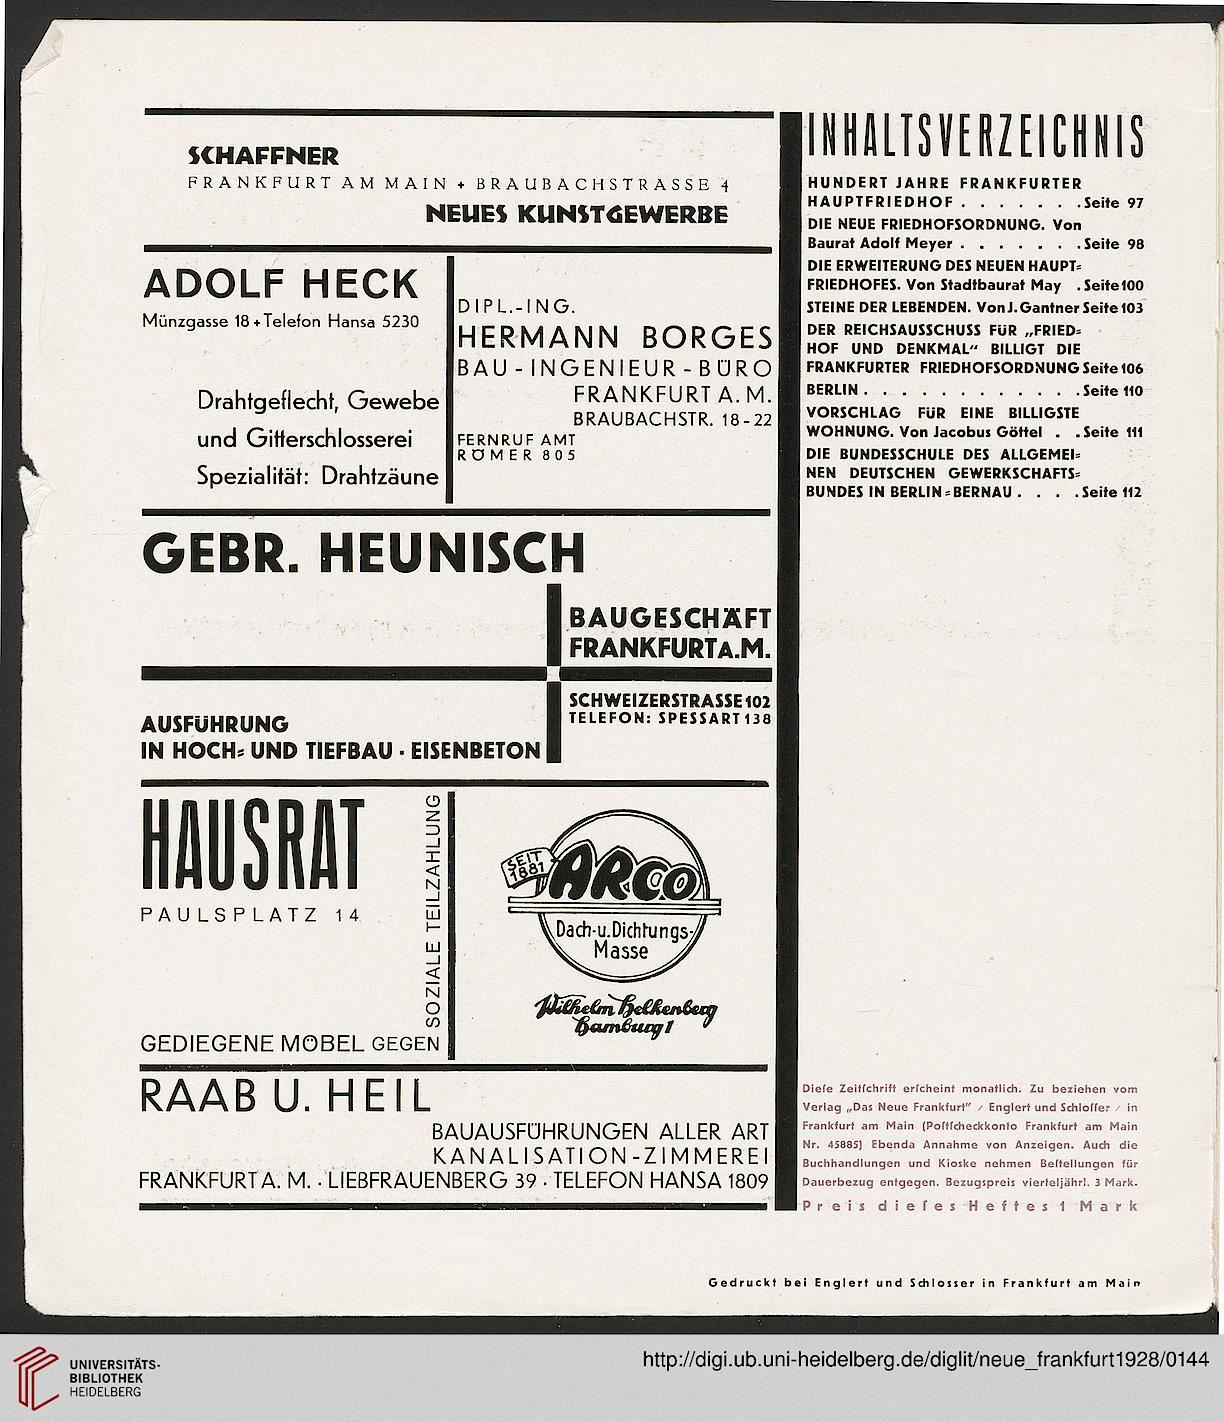 SCHAFFNER
FRANKFURT AM MAIN + BRAUBACHSTRASSE 4
NEUES KUNSTGEWERBE
ADOLF HECK
Münzgasse 18 + Telefon Hansa 5230
Drahtgeflecht, Gewebe
und Gitterschlosserei
Spezialität: Drahtzäune
DIPL.-ING.
HERMANN BORGES
BAU-INGENIEUR-BÜRO
FRANKFURT A. M.
BRAUBACHSTR. 18-22
FERNRUF AMT
RÖMER 805
GEBR. HEUNISCH
BAUGESCHÄFT
FRANKFURT A.M.
SCHWEIZERSTRASSE 102
TELEFON: SPESSART 138
AUSFÜHRUNG
IN HOCH= UND TIEFBAU · EISENBETON
HAUSRAT
PAULSPLATZ 14
GEDIEGENE MÖBEL GEGEN
SOZIALE TEILZAHLUNG
SEIT
1881
ARCO
Dach-u.Dichtungs-
Masse
Wilhelm Helkenberg
Hamburg 1
RAAB U. HEIL
BAUAUSFÜHRUNGEN ALLER ART
KANALISATION-ZIMMEREI
FRANKFURT A. M. · LIEBFRAUENBERG 39 · TELEFON HANSA 1809
INHALTSVERZEICHNIS
HUNDERT JAHRE FRANKFURTER
HAUPTFRIEDHOF . . . . . . . Seite 97
DIE NEUE FRIEDHOFSORDNUNG. Von
Baurat Adolf Meyer . . . . . . . Seite 98
DIE ERWEITERUNG DES NEUEN HAUPT=
FRIEDHOFES. Von Stadtbaurat May . Seite 100
STEINE DER LEBENDEN. Von J. Gantner Seite 103
DER REICHSAUSSCHUSS FÜR „FRIED=
HOF UND DENKMAL“ BILLIGT DIE
FRANKFURTER FRIEDHOFSORDNUNG Seite 106
BERLIN . . . . . . . . . . . . Seite 110
VORSCHLAG FÜR EINE BILLIGSTE
WOHNUNG. Von Jacobus Göttel . . Seite 111
DIE BUNDESSCHULE DES ALLGEMEI=
NEN DEUTSCHEN GEWERKSCHAFTS=
BUNDES IN BERLIN=BERNAU . . . . Seite 112
Dieſe Zeitſchrift erſcheint monatlich. Zu beziehen vom
Verlag „Das Neue Frankfurt” / Englert und Schloſſer / in
Frankfurt am Main (Poſtſcheckkonto Frankfurt am Main
Nr. 45885) Ebenda Annahme von Anzeigen. Auch die
Buchhandlungen und Kioske nehmen Beſtellungen für
Dauerbezug entgegen. Bezugspreis vierteljährl. 3 Mark.
Preis dieſes Heftes 1 Mark
Gedruckt bei Englert und Schlosser in Frankfurt am Main
UNIVERSITÄTS-
BIBLIOTHEK
HEIDELBERG
http://digi.ub.uni-heidelberg.de/diglit/neue_frankfurt1928/0144